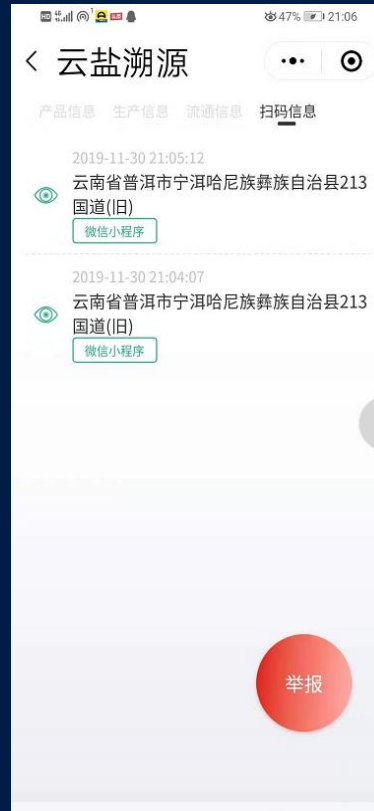 HD 47% 21:06
云盐溯源
产品信息 生产信息 流通信息 扫码信息
2019-11-30 21:05:12
云南省普洱市宁洱哈尼族彝族自治县213
国道(旧)
微信小程序
2019-11-30 21:04:07
云南省普洱市宁洱哈尼族彝族自治县213
国道(旧)
微信小程序
举报